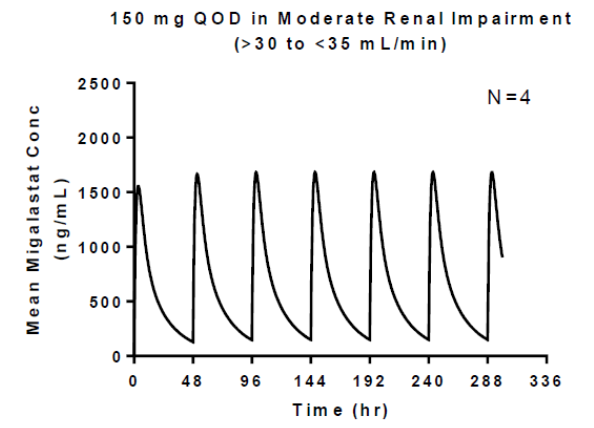 150 mg QOD in Moderate Renal Impairment
(>30 to <35 mL/min)
N=4
Mean Migalastat Conc
(ng/mL)
2500
2000
1500
1000
500
0
0 48 96 144 192 240 288 336
Time (hr)